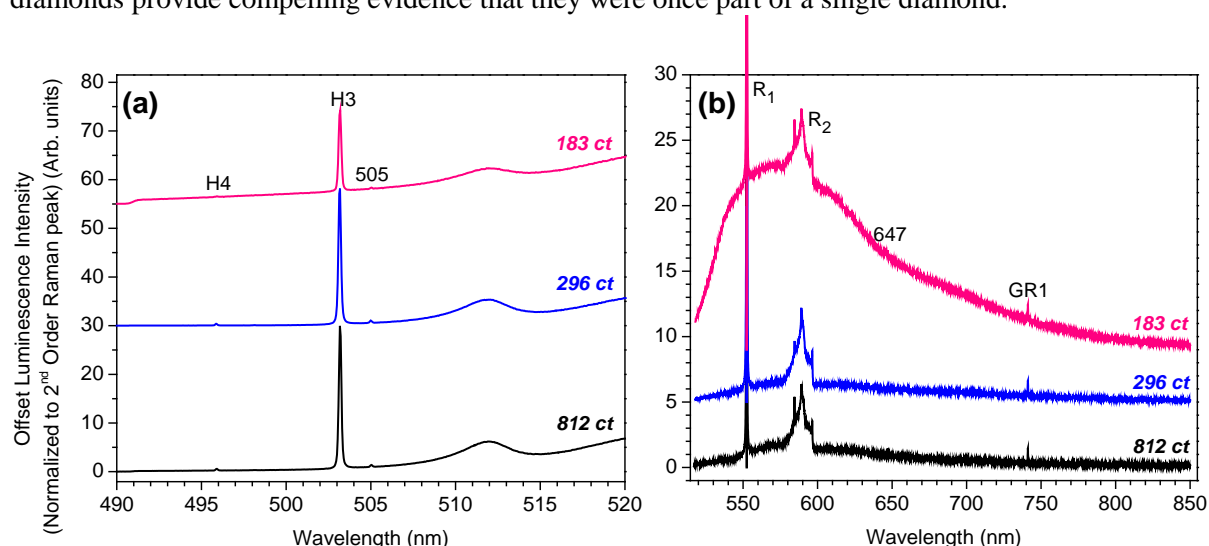 diamonds provide compelling evidence that they were once part of a single diamond.
Offset Luminescence Intensity
(Normalized to 2nd Order Raman peak) (Arb. units)
80
70
60
50
40
30
20
10
0
(a)
H3
H4
505
183 ct
296 ct
812 ct
490 495 500 505 510 515 520
Wavelength (nm)
30
25
20
15
10
5
0
(b)
R1
R2
647
GR1
183 ct
296 ct
812 ct
550 600 650 700 750 800 850
Wavelength (nm)